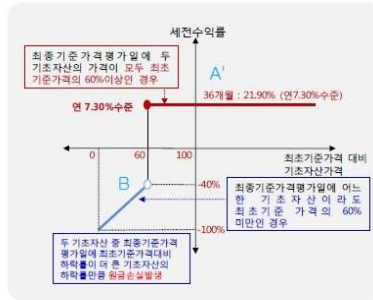 세전수익률
최종기준가격평가일에 두
기초자산의 가격이 모두 최초
기준가격의 60%이상인 경우
A'
36개월 : 21.90% (연7.30%수준)
연 7.30%수준
0 60 100
최초기준가격 대비
기초자산가격
B
-40%
최종기준가격평가일에 어느
한 기초자산이라도
최초기준 가격의 60%
미만인 경우
-100%
두 기초자산 중 최종기준가격
평가일에 최초기준가격대비
하락률이 더 큰 기초자산의
하락률만큼 원금손실발생